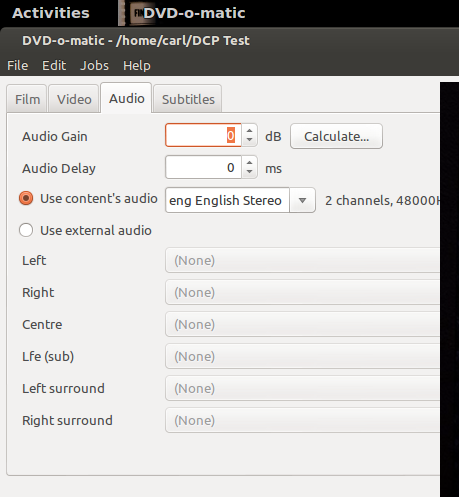 Activities DVD-o-matic
DVD-o-matic - /home/carl/DCP Test
File Edit Jobs Help
Film Video Audio Subtitles
Audio Gain 0 dB Calculate...
Audio Delay 0 ms
Use content's audio eng English Stereo 2 channels, 48000H
Use external audio
Left (None)
Right (None)
Centre (None)
Lfe (sub) (None)
Left surround (None)
Right surround (None)